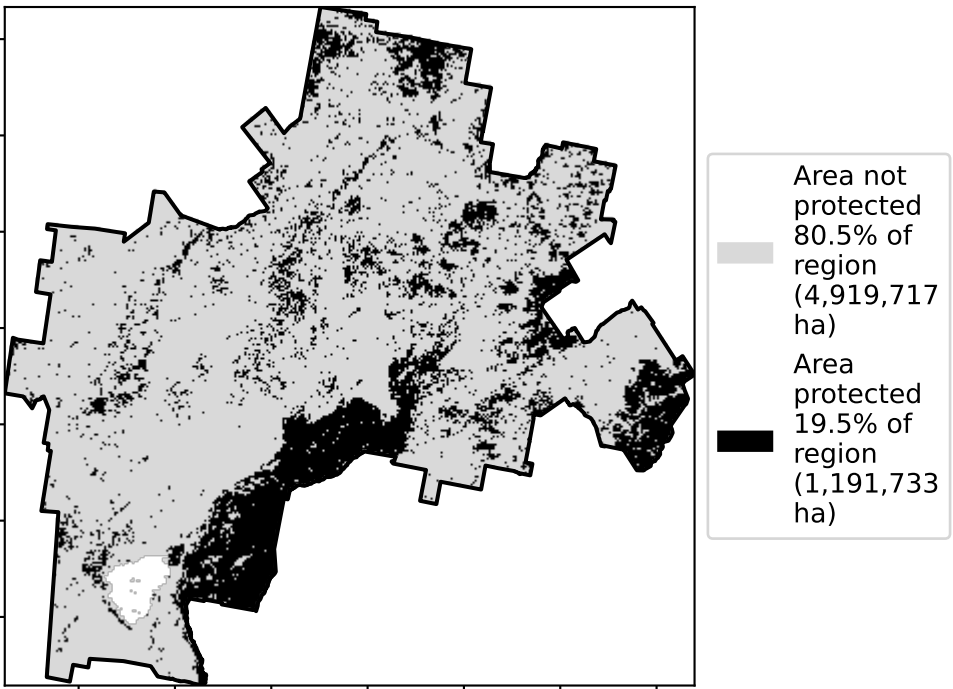 Area not
protected
80.5% of
region
(4,919,717
ha)
Area
protected
19.5% of
region
(1,191,733
ha)